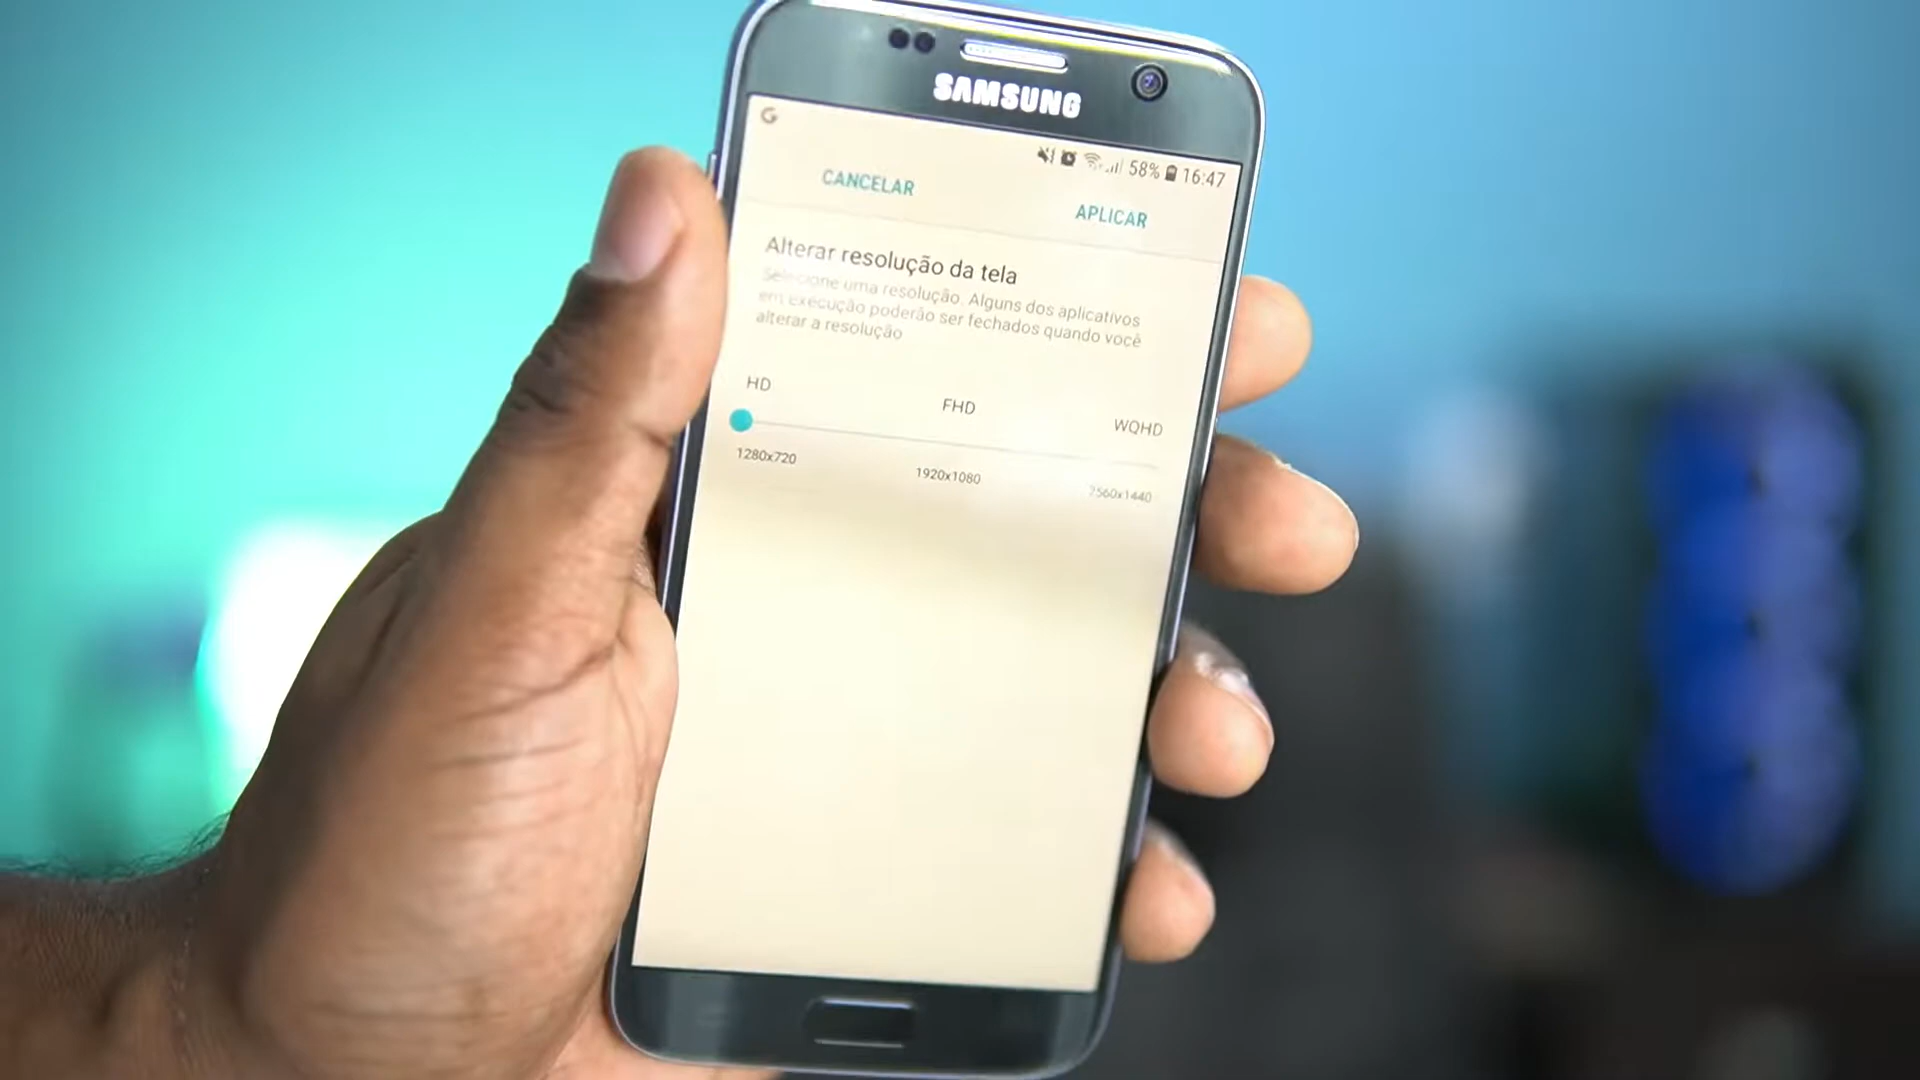 SAMSUNG
G
58% 16:47
CANCELAR
APLICAR
Alterar resolução da tela
Selecione uma resolução. Alguns dos aplicativos
em execução poderão ser fechados quando você
alterar a resolução
HD
FHD
WQHD
1280x720
1920x1080
2560x1440